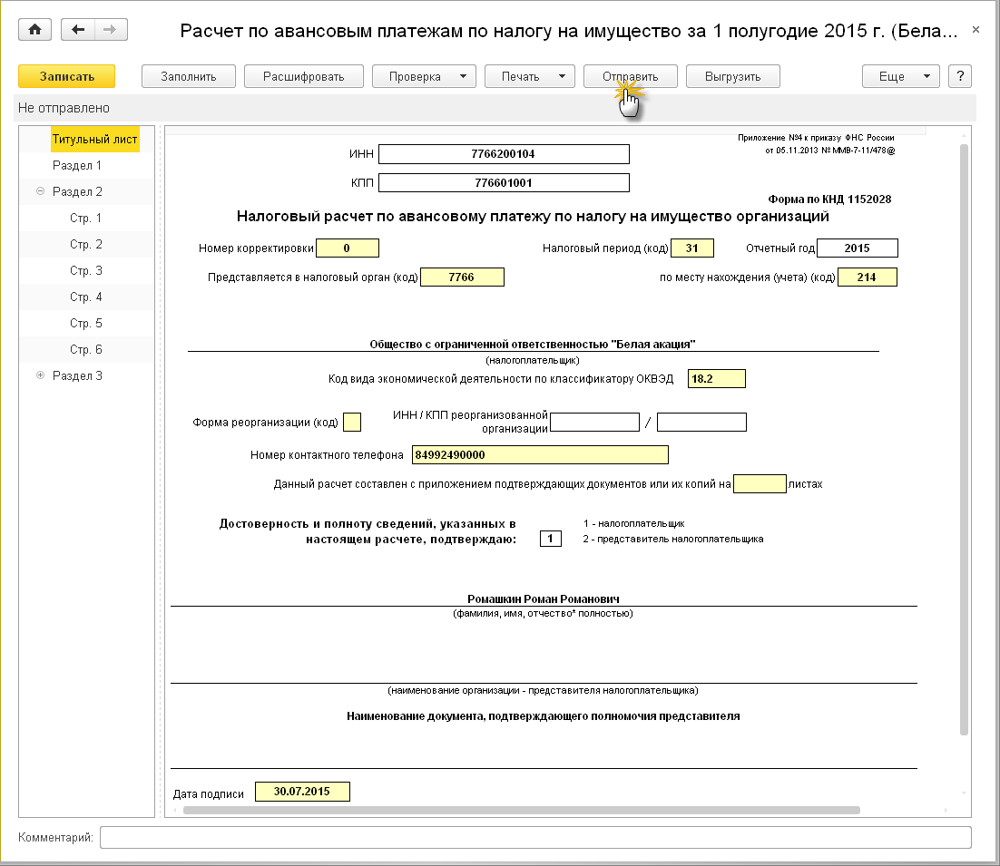 Расчет по авансовым платежам по налогу на имущество за 1 полугодие 2015 г. (Бела...
Записать Заполнить Расшифровать Проверка Печать Отправить Выгрузить Еще ?
Не отправлено
Титульный лист
Раздел 1
Раздел 2
Стр. 1
Стр. 2
Стр. 3
Стр. 4
Стр. 5
Стр. 6
Раздел 3
Приложение №4 к приказу ФНС России
от 05.11.2013 № ММВ-7-11/478@
ИНН 7766200104
КПП 776601001
Форма по КНД 1152028
Налоговый расчет по авансовому платежу по налогу на имущество организаций
Номер корректировки 0 Налоговый период (код) 31 Отчетный год 2015
Представляется в налоговый орган (код) 7766 по месту нахождения (учета) (код) 214
Общество с ограниченной ответственностью "Белая акация"
(налогоплательщик)
Код вида экономической деятельности по классификатору ОКВЭД 18.2
Форма реорганизации (код) ИНН / КПП реорганизованной
организации /
Номер контактного телефона 84992490000
Данный расчет составлен с приложением подтверждающих документов или их копий на листах
Достоверность и полноту сведений, указанных в
настоящем расчете, подтверждаю: 1
1 - налогоплательщик
2 - представитель налогоплательщика
Ромашкин Роман Романович
(фамилия, имя, отчество* полностью)
(наименование организации - представителя налогоплательщика)
Наименование документа, подтверждающего полномочия представителя
Дата подписи 30.07.2015
Комментарий: